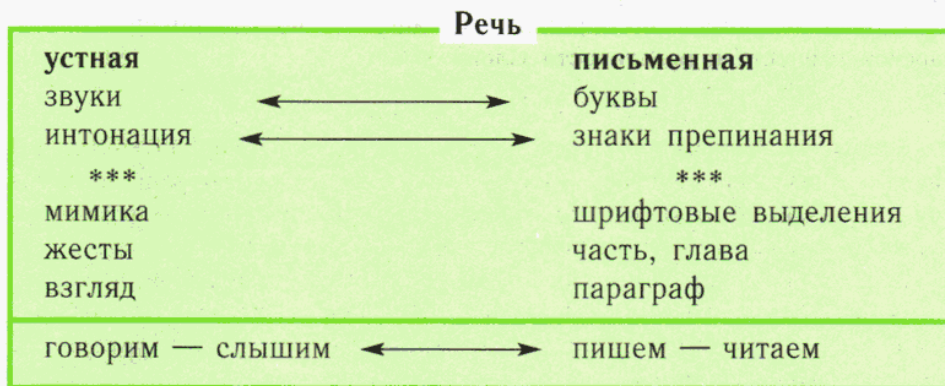 Речь
устная письменная
звуки буквы
интонация знаки препинания
*** ***
мимика шрифтовые выделения
жесты часть, глава
взгляд параграф
говорим — слышим пишем — читаем